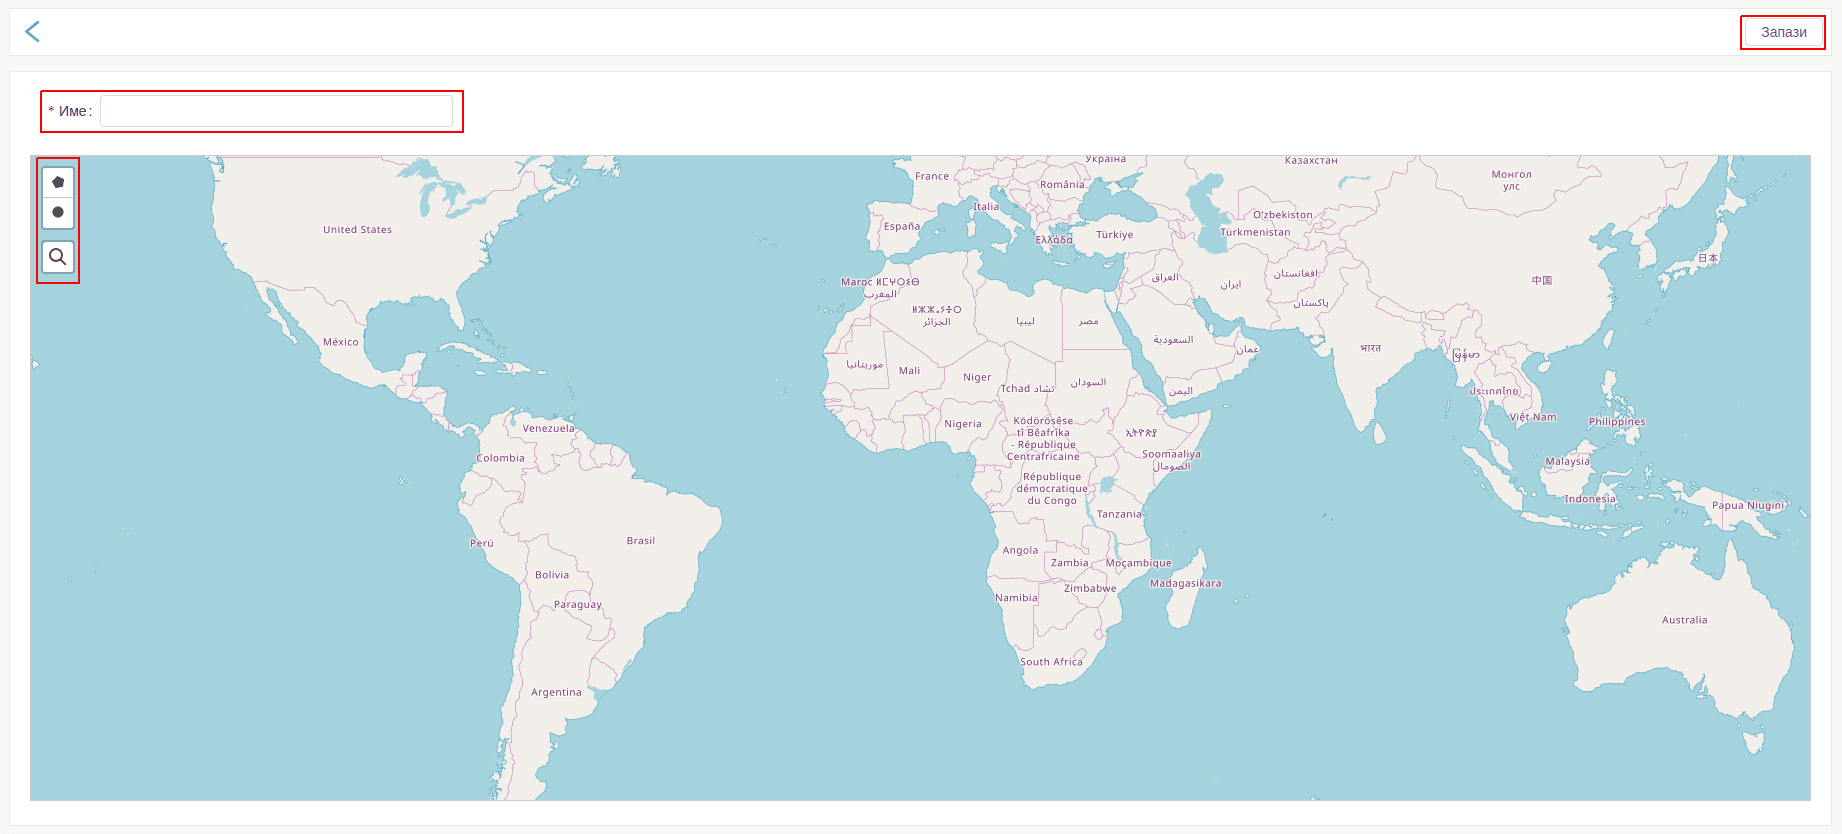 Запази
* Име:
Україна
Казахстан
France
România
Монгол
улс
Italia
España
Ελλάδα
Türkiye
Oʻzbekiston
Türkmenistan
United States
日本
العراق
ایران
افغانستان
پاکستان
中国
Maroc ⵍⵎⵖⵔⵉⴱ
المغرب
الجزائر
ليبيا
مصر
México
السعودية
عمان
भारत
မြန်မာ
موريتانيا
Mali
Niger
Tchad تشاد
السودان
اليمن
ประเทศไทย
Việt Nam
Philippines
Nigeria
Ködörösêse
tî Bêafrîka
- République
Centrafricaine
ኢትዮጵያ
Soomaaliya
الصومال
Venezuela
Colombia
République
démocratique
du Congo
Malaysia
Indonesia
Papua Niugini
Tanzania
Perú
Brasil
Angola
Zambia
Moçambique
Bolivia
Paraguay
Namibia
Zimbabwe
Madagasikara
Australia
South Africa
Argentina